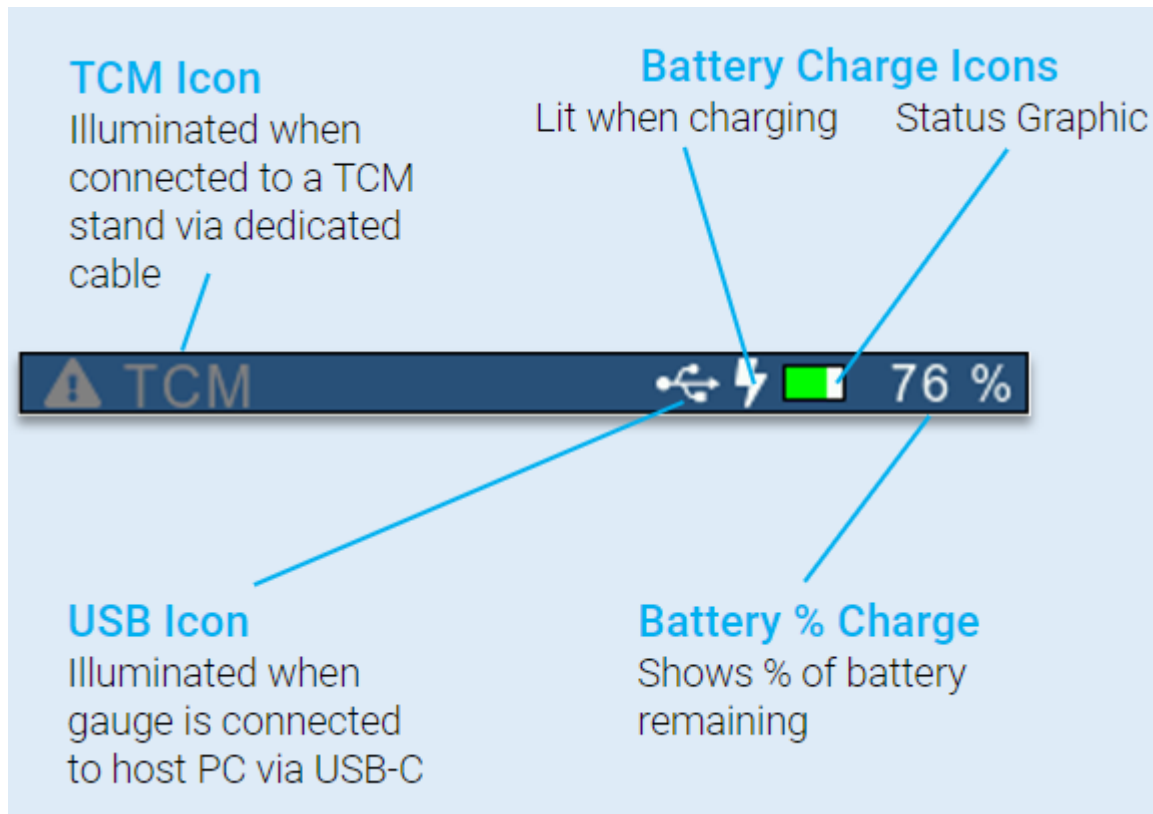 TCM Icon
Illuminated when
connected to a TCM
stand via dedicated
cable
Battery Charge Icons
Lit when charging
Status Graphic
TCM
76 %
USB Icon
Illuminated when
gauge is connected
to host PC via USB-C
Battery % Charge
Shows % of battery
remaining